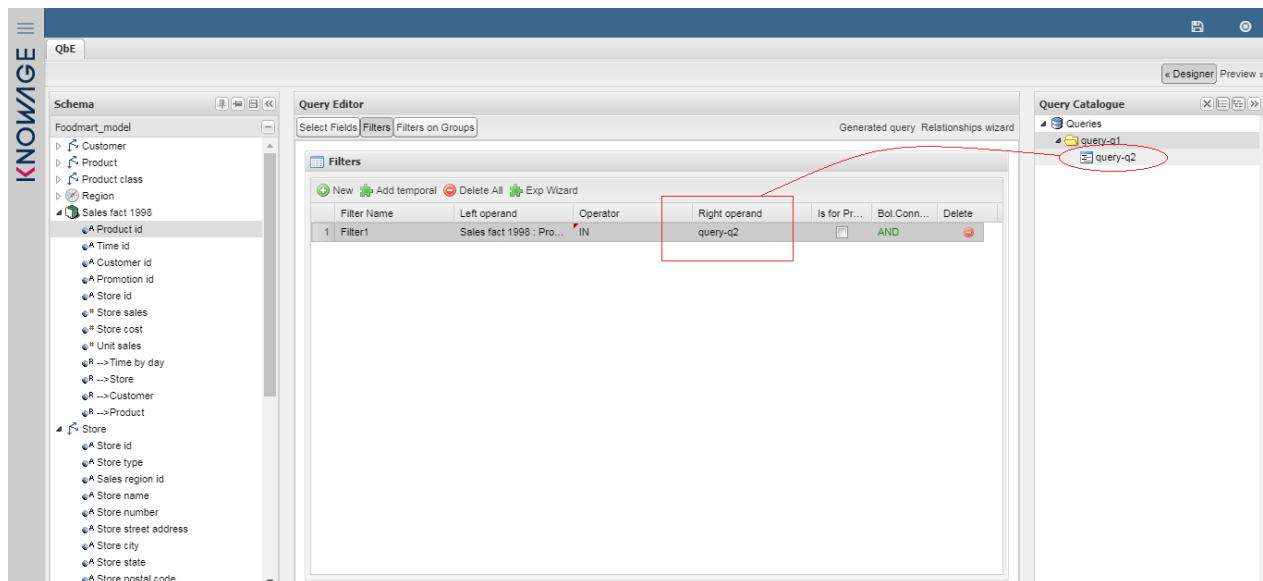 KNOWAGE
QbE
« Designer Preview »
Schema
Foodmart_model
Customer
Product
Product class
Region
Sales fact 1998
A Product id
A Time id
A Customer id
A Promotion id
A Store id
# Store sales
# Store cost
# Unit sales
R -->Time by day
R -->Store
R -->Customer
R -->Product
Store
A Store id
A Store type
A Sales region id
A Store name
A Store number
A Store street address
A Store city
A Store state
A Store postal code
Query Editor
Select Fields Filters Filters on Groups Generated query Relationships wizard
Filters
New Add temporal Delete All Exp Wizard
Filter Name Left operand Operator Right operand Is for Pr... Bol.Conn... Delete
1 Filter1 Sales fact 1998 : Pro... IN query-q2 AND
Query Catalogue
Queries
query-q1
query-q2